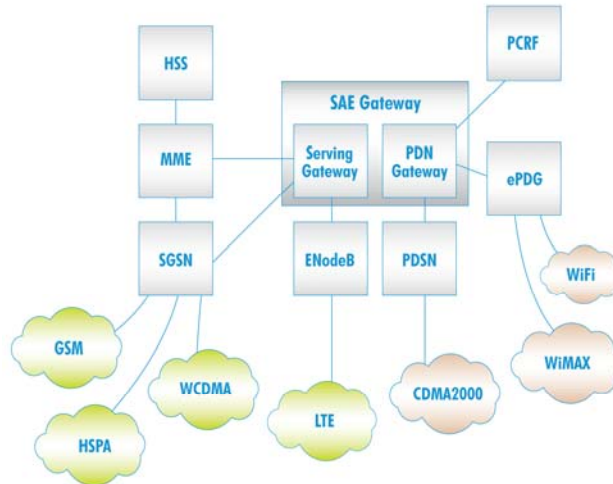 PCRF
HSS
SAE Gateway
MME
Serving
Gateway
PDN
Gateway
ePDG
SGSN
ENodeB
PDSN
WiFi
GSM
WCDMA
LTE
CDMA2000
WiMAX
HSPA